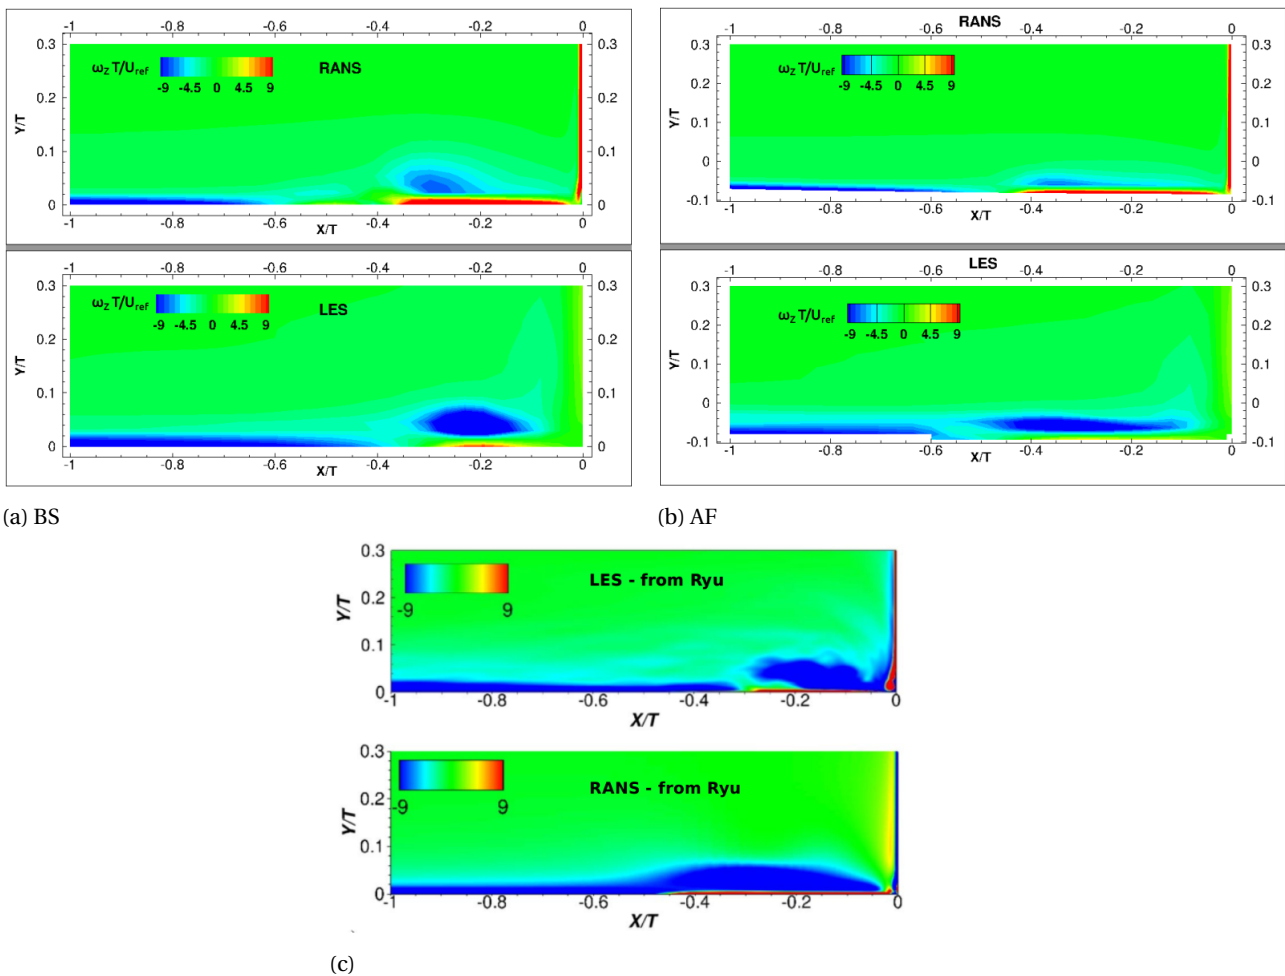 -1 -0.8 -0.6 -0.4 -0.2 0
0.3 0.3
ω_Z T/U_ref
-9 -4.5 0 4.5 9
RANS
0.2 0.2
Y/T
0.1 0.1
0 0
-1 -0.8 -0.6 -0.4 -0.2 0
X/T
-1 -0.8 -0.6 -0.4 -0.2 0
0.3 0.3
ω_Z T/U_ref
-9 -4.5 0 4.5 9
LES
0.2 0.2
Y/T
0.1 0.1
0 0
-1 -0.8 -0.6 -0.4 -0.2 0
X/T
(a) BS
RANS
-1 -0.8 -0.6 -0.4 -0.2 0
0.3 0.3
ω_Z T/U_ref
-9 -4.5 0 4.5 9
0.2 0.2
Y/T
0.1 0.1
0 0
-0.1 -0.1
-1 -0.8 -0.6 -0.4 -0.2 0
X/T
LES
-1 -0.8 -0.6 -0.4 -0.2 0
0.3 0.3
ω_Z T/U_ref
-9 -4.5 0 4.5 9
0.2 0.2
Y/T
0.1 0.1
0 0
-0.1 -0.1
-1 -0.8 -0.6 -0.4 -0.2 0
X/T
(b) AF
0.3
LES - from Ryu
-9 9
0.2
Y/T
0.1
0
-1 -0.8 -0.6 -0.4 -0.2 0
X/T
0.3
RANS - from Ryu
-9 9
0.2
Y/T
0.1
0
-1 -0.8 -0.6 -0.4 -0.2 0
X/T
(c)